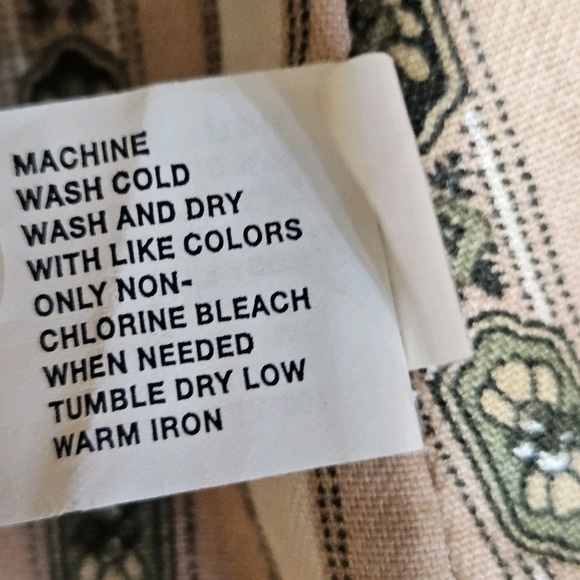 MACHINE
WASH COLD
WASH AND DRY
WITH LIKE COLORS
ONLY NON-
CHLORINE BLEACH
WHEN NEEDED
TUMBLE DRY LOW
WARM IRON